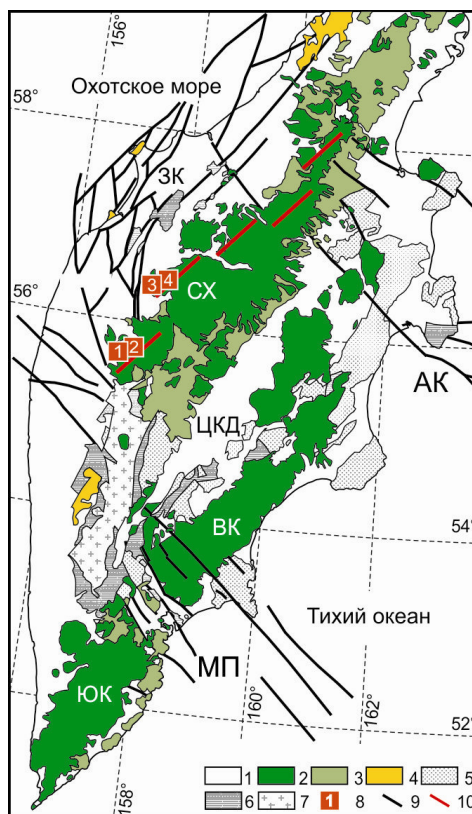 156°
Охотское море
58°
ЗК
3 4
СХ
56°
1 2
АК
ЦКД
54°
ВК
Тихий океан
МП
ЮК
160°
162°
52°
158°
1 2 3 4 5
6 7 1 8 9 10